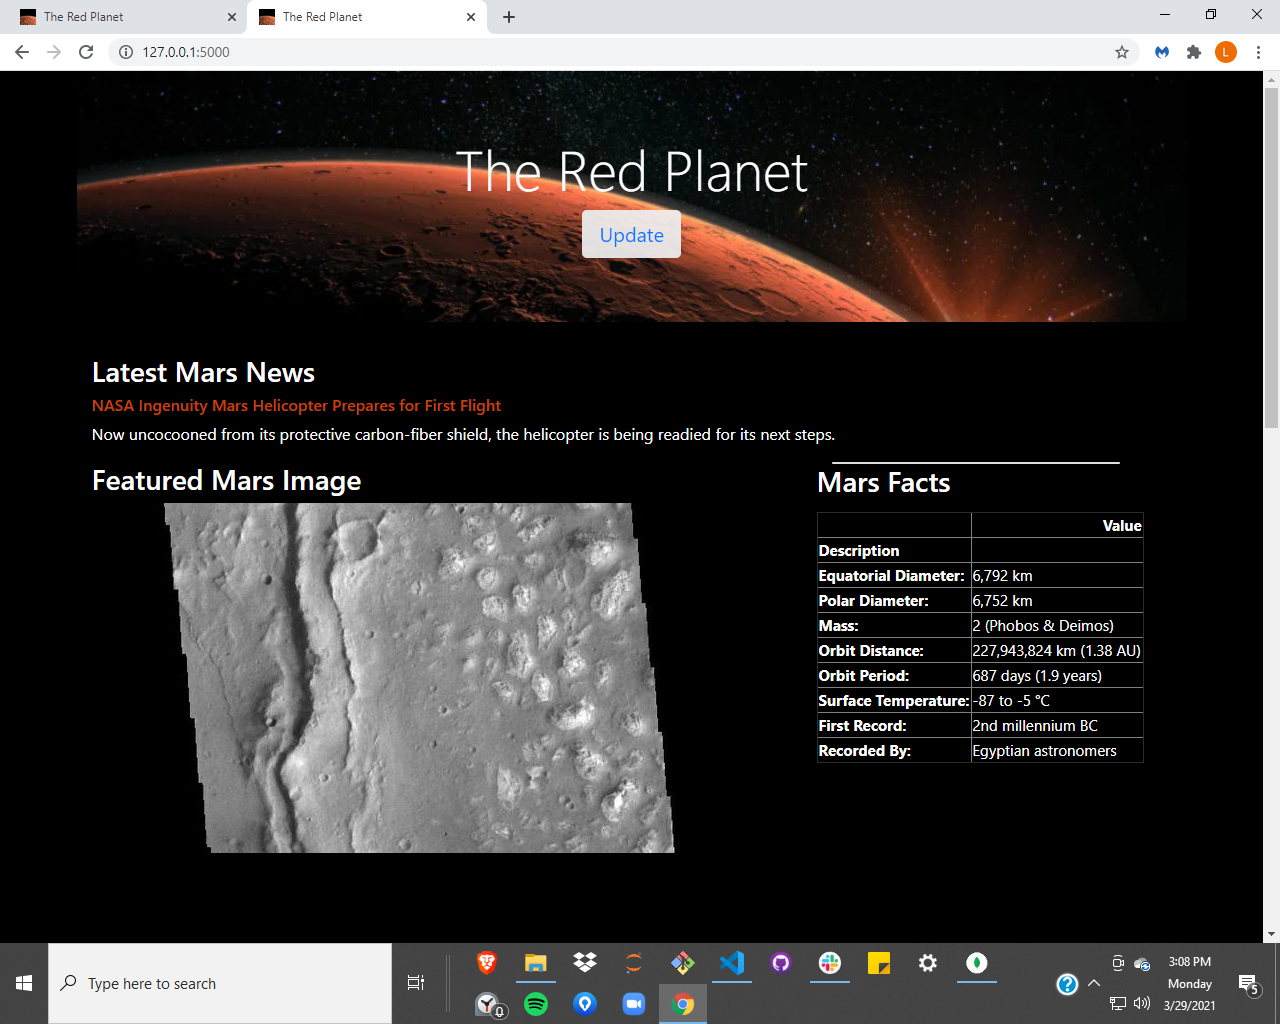 The Red Planet
The Red Planet
127.0.0.1:5000
L
The Red Planet
Update
Latest Mars News
NASA Ingenuity Mars Helicopter Prepares for First Flight
Now uncocooned from its protective carbon-fiber shield, the helicopter is being readied for its next steps.
Featured Mars Image
Mars Facts
Value
Description
Equatorial Diameter: 6,792 km
Polar Diameter: 6,752 km
Mass: 2 (Phobos & Deimos)
Orbit Distance: 227,943,824 km (1.38 AU)
Orbit Period: 687 days (1.9 years)
Surface Temperature: -87 to -5 °C
First Record: 2nd millennium BC
Recorded By: Egyptian astronomers
Type here to search
0
3:08 PM
Monday
3/29/2021
5